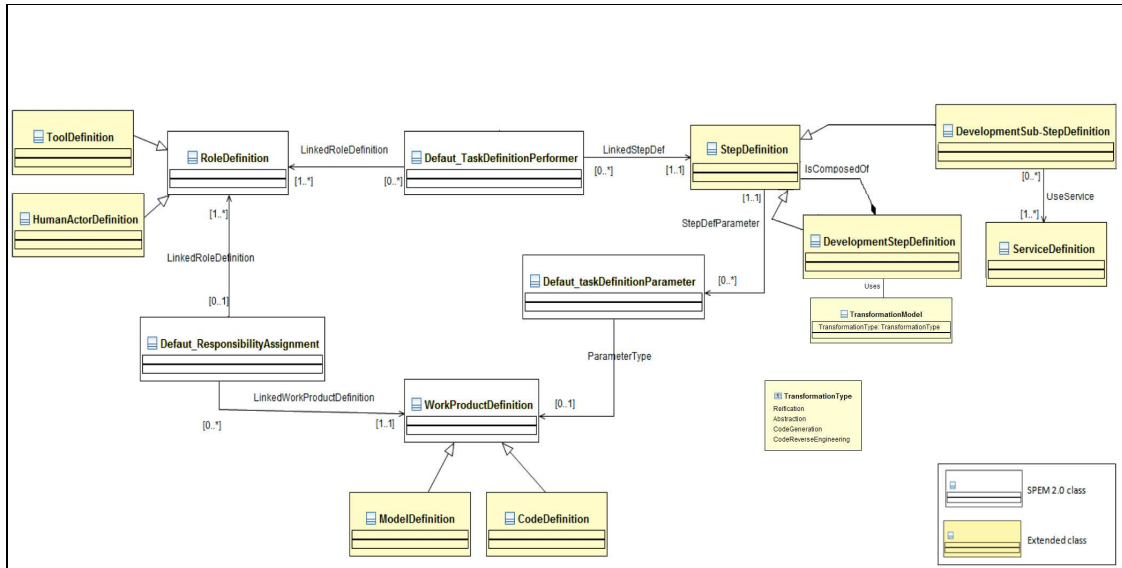 ToolDefinition
HumanActorDefinition
RoleDefinition
LinkedRoleDefinition
[1..*]
[0..*]
Defaut_TaskDefinitionPerformer
LinkedStepDef
[0..*]
[1..1]
StepDefinition
DevelopmentSub-StepDefinition
IsComposedOf
[0..*]
UseService
[1..*]
ServiceDefinition
[1..1]
StepDefParameter
[0..*]
DevelopmentStepDefinition
Uses
TransformationModel
TransformationType: TransformationType
[1..*]
LinkedRoleDefinition
[0..1]
Defaut_taskDefinitionParameter
Defaut_ResponsibilityAssignment
ParameterType
[0..1]
LinkedWorkProductDefinition
[0..*]
[1..1]
WorkProductDefinition
TransformationType
Reification
Abstraction
CodeGeneration
CodeReverseEngineering
ModelDefinition
CodeDefinition
SPEM 2.0 class
Extended class